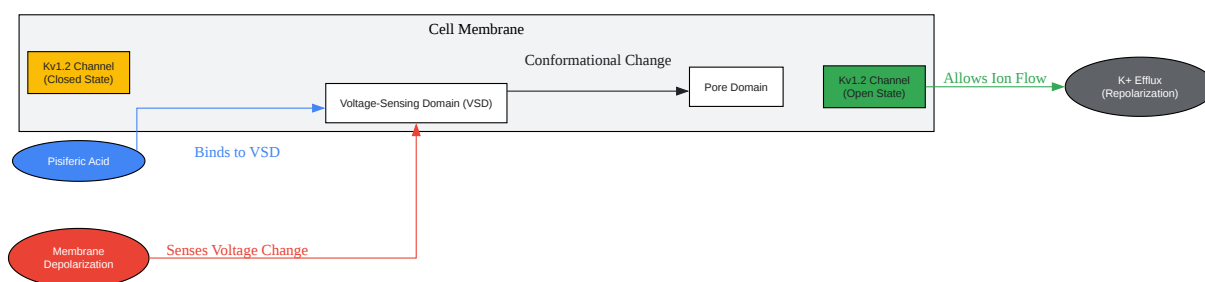 Cell Membrane
Kv1.2 Channel
(Closed State)
Conformational Change
Voltage-Sensing Domain (VSD)
Pore Domain
Kv1.2 Channel
(Open State)
Allows Ion Flow
K+ Efflux
(Repolarization)
Pisiferic Acid
Binds to VSD
Membrane
Depolarization
Senses Voltage Change